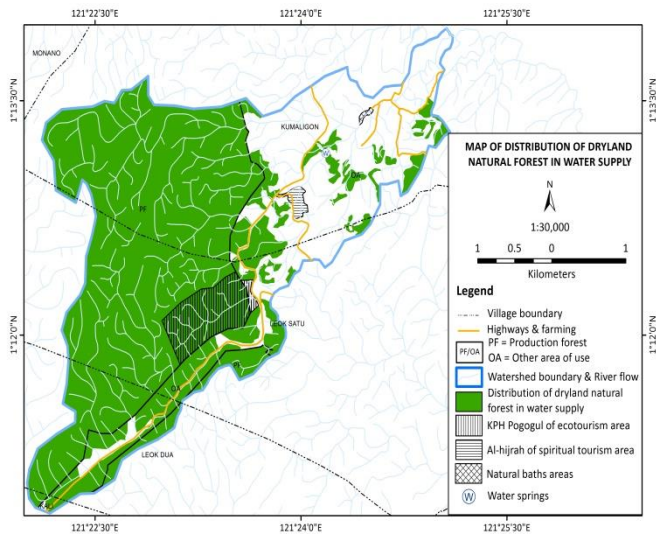 121°22'30"E 121°24'0"E 121°25'30"E
MONANO
1°13'30"N
1°13'30"N
KUMALIGON
W
OA
PF
MAP OF DISTRIBUTION OF DRYLAND
NATURAL FOREST IN WATER SUPPLY
N
1:30,000
1 0.5 0 1
Kilometers
Legend
Village boundary
Highways & farming
PF/OA
PF = Production forest
OA = Other area of use
Watershed boundary & River flow
Distribution of dryland natural
forest in water supply
KPH Pogogul of ecotourism area
Al-hijrah of spiritual tourism area
Natural baths areas
W Water springs
1°12'0"N
1°12'0"N
LEOK SATU
OA
LEOK DUA
121°22'30"E 121°24'0"E 121°25'30"E